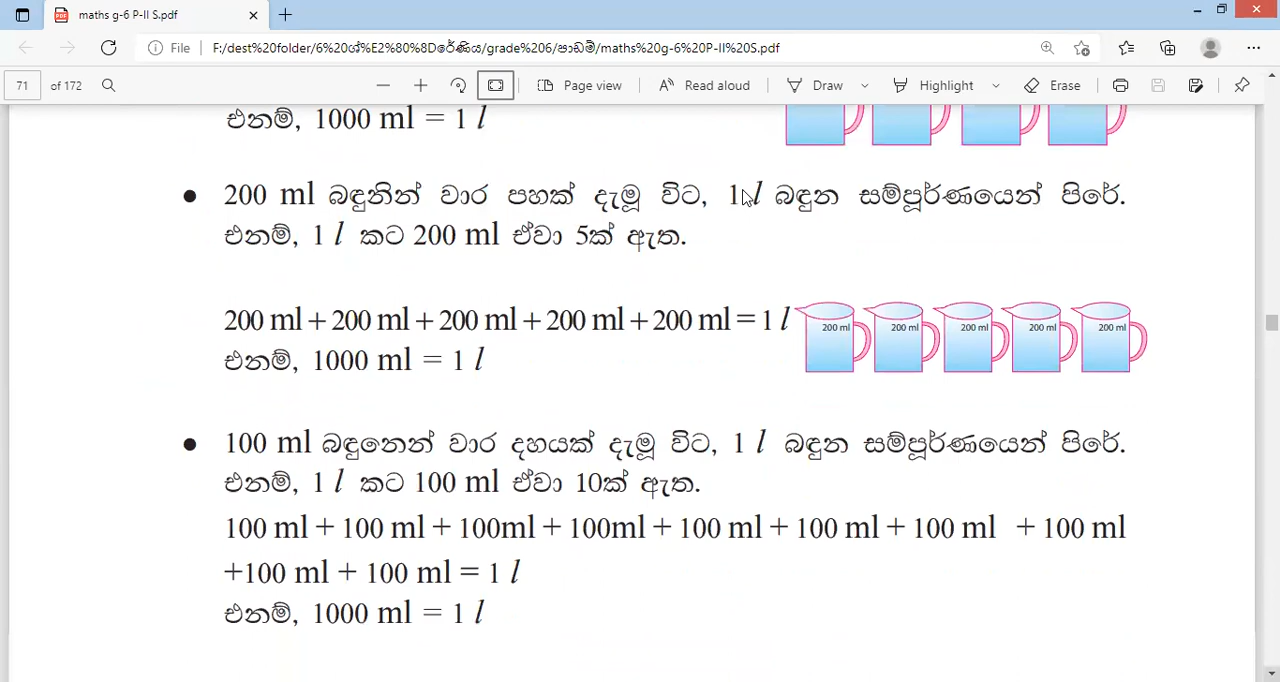 maths g-6 P-II S.pdf
File F:/dest%20folder/6%20ශ්%E2%80%8Dරේණිය/grade%206/පාඩම්/maths%20g-6%20P-II%20S.pdf
71 of 172 Page view Read aloud Draw Highlight Erase
එනම්, 1000 ml = 1 l
200 ml බඳුනින් වාර පහක් දැමූ විට, 1 l බඳුන සම්පූර්ණයෙන් පිරේ.
එනම්, 1 l කට 200 ml ඒවා 5ක් ඇත.
200 ml + 200 ml + 200 ml + 200 ml + 200 ml = 1 l
200 ml 200 ml 200 ml 200 ml 200 ml
එනම්, 1000 ml = 1 l
100 ml බඳුනෙන් වාර දහයක් දැමූ විට, 1 l බඳුන සම්පූර්ණයෙන් පිරේ.
එනම්, 1 l කට 100 ml ඒවා 10ක් ඇත.
100 ml + 100 ml + 100ml + 100ml + 100 ml + 100 ml + 100 ml + 100 ml
+100 ml + 100 ml = 1 l
එනම්, 1000 ml = 1 l